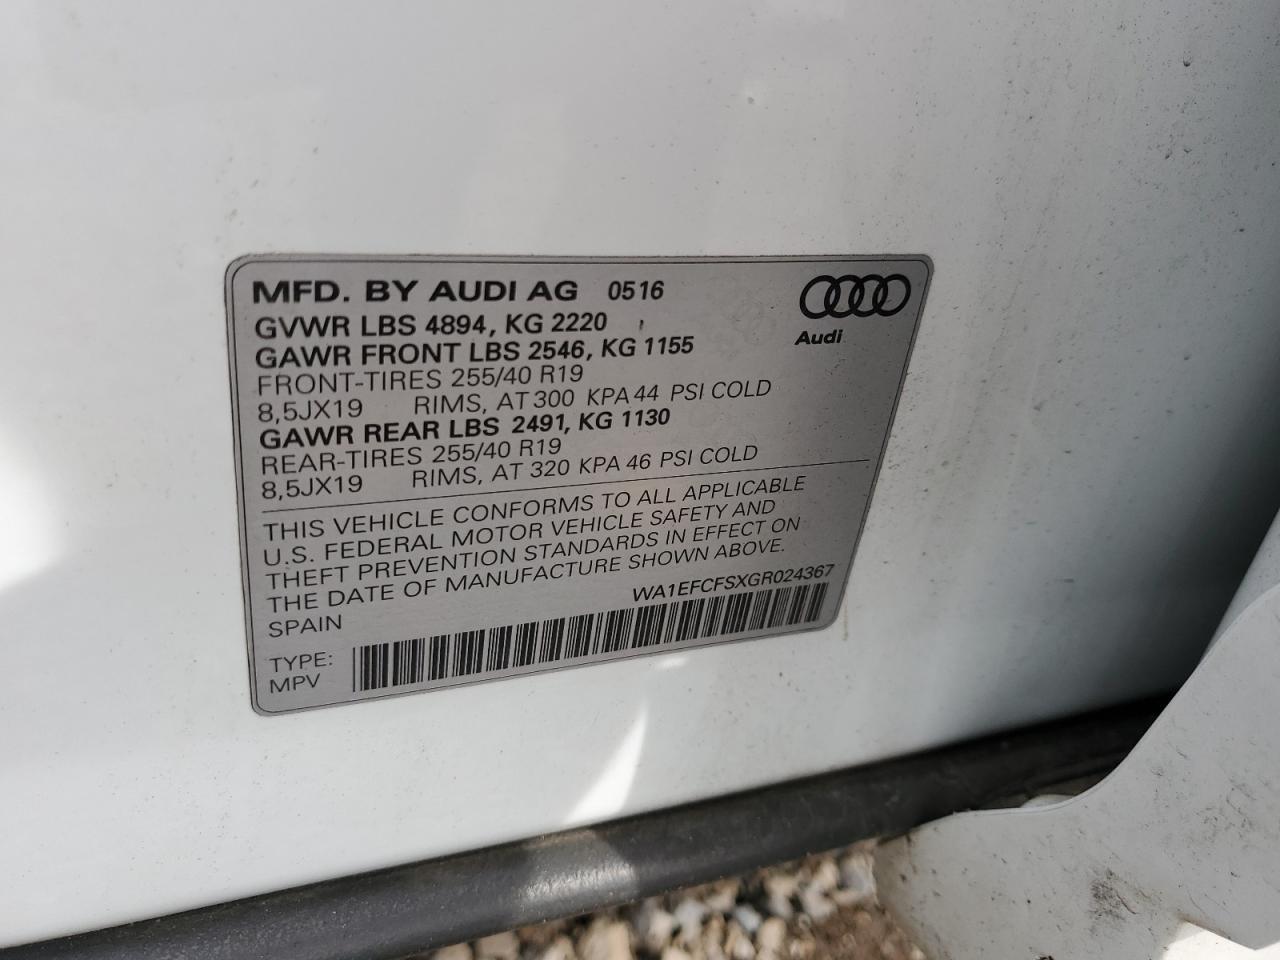 MFD. BY AUDI AG 0516
Audi
GVWR LBS 4894, KG 2220
GAWR FRONT LBS 2546, KG 1155
FRONT-TIRES 255/40 R19
8,5JX19 RIMS, AT 300 KPA 44 PSI COLD
GAWR REAR LBS 2491, KG 1130
REAR-TIRES 255/40 R19
8,5JX19 RIMS, AT 320 KPA 46 PSI COLD
THIS VEHICLE CONFORMS TO ALL APPLICABLE
U.S. FEDERAL MOTOR VEHICLE SAFETY AND
THEFT PREVENTION STANDARDS IN EFFECT ON
THE DATE OF MANUFACTURE SHOWN ABOVE.
SPAIN WA1EFCFSXGR024367
TYPE:
MPV